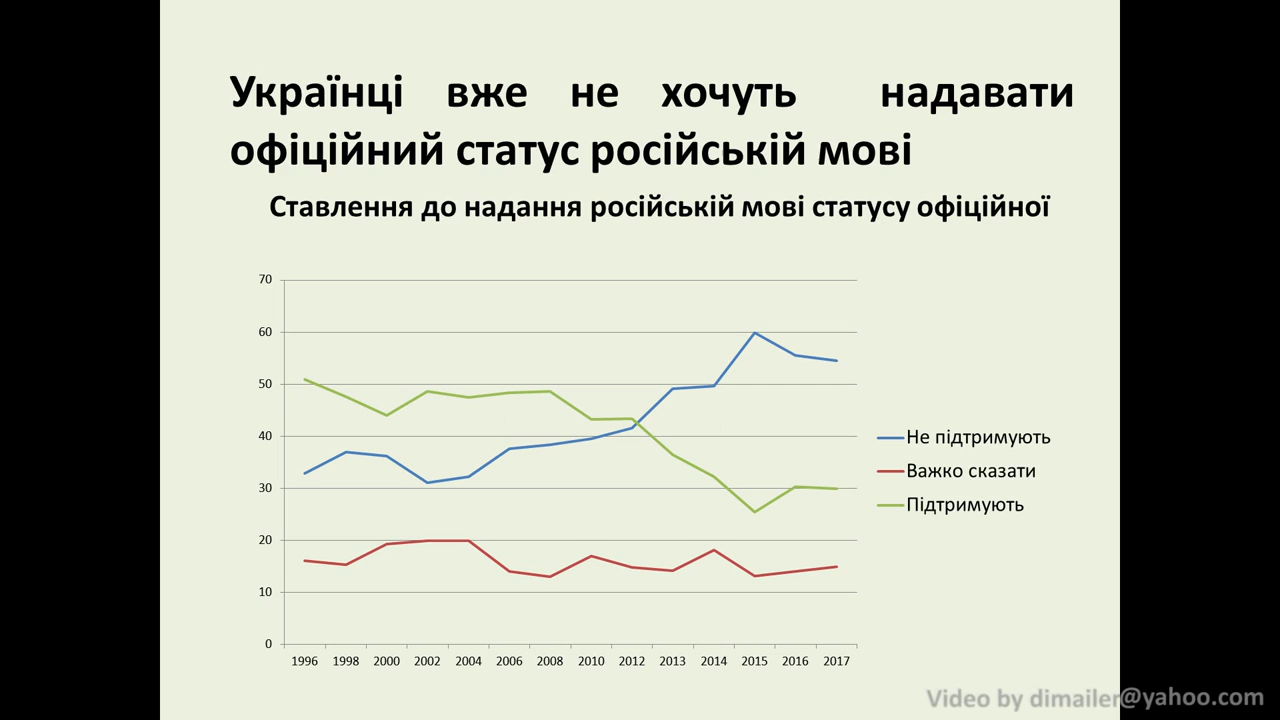 Українці вже не хочуть надавати
офіційний статус російській мові
Ставлення до надання російській мові статусу офіційної
70
60
50
40
30
20
10
0
1996 1998 2000 2002 2004 2006 2008 2010 2012 2013 2014 2015 2016 2017
Не підтримують
Важко сказати
Підтримують
Video by dimailer@yahoo.com